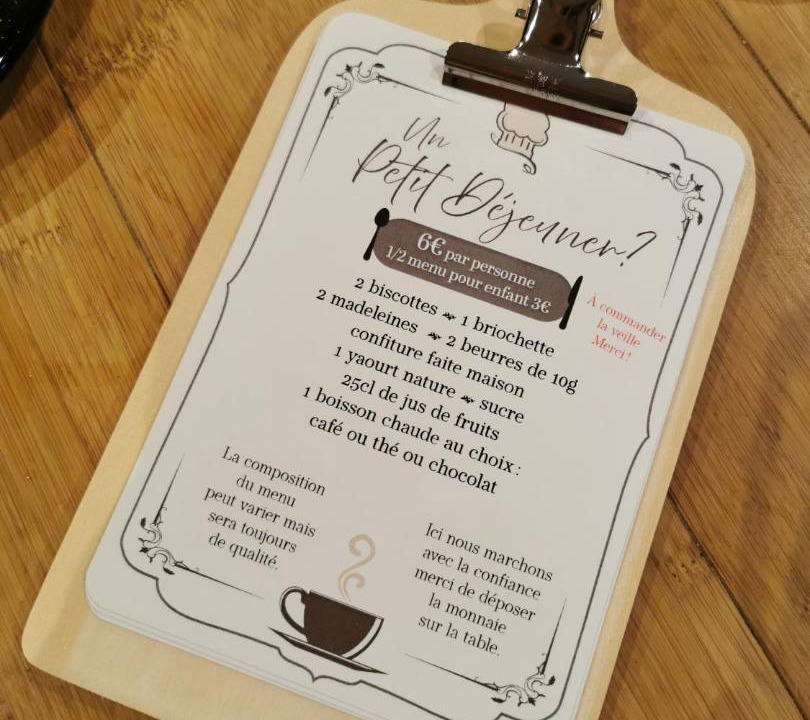 Un
Petit Déjeuner?
6€ par personne
1/2 menu pour enfant 3€
À commander
la veille
Merci!
2 biscottes 1 briochette
2 madeleines 2 beurres de 10g
confiture faite maison
1 yaourt nature sucre
25cl de jus de fruits
1 boisson chaude au choix :
café ou thé ou chocolat
La composition
du menu
peut varier mais
sera toujours
de qualité.
Ici nous marchons
avec la confiance
merci de déposer
la monnaie
sur la table.